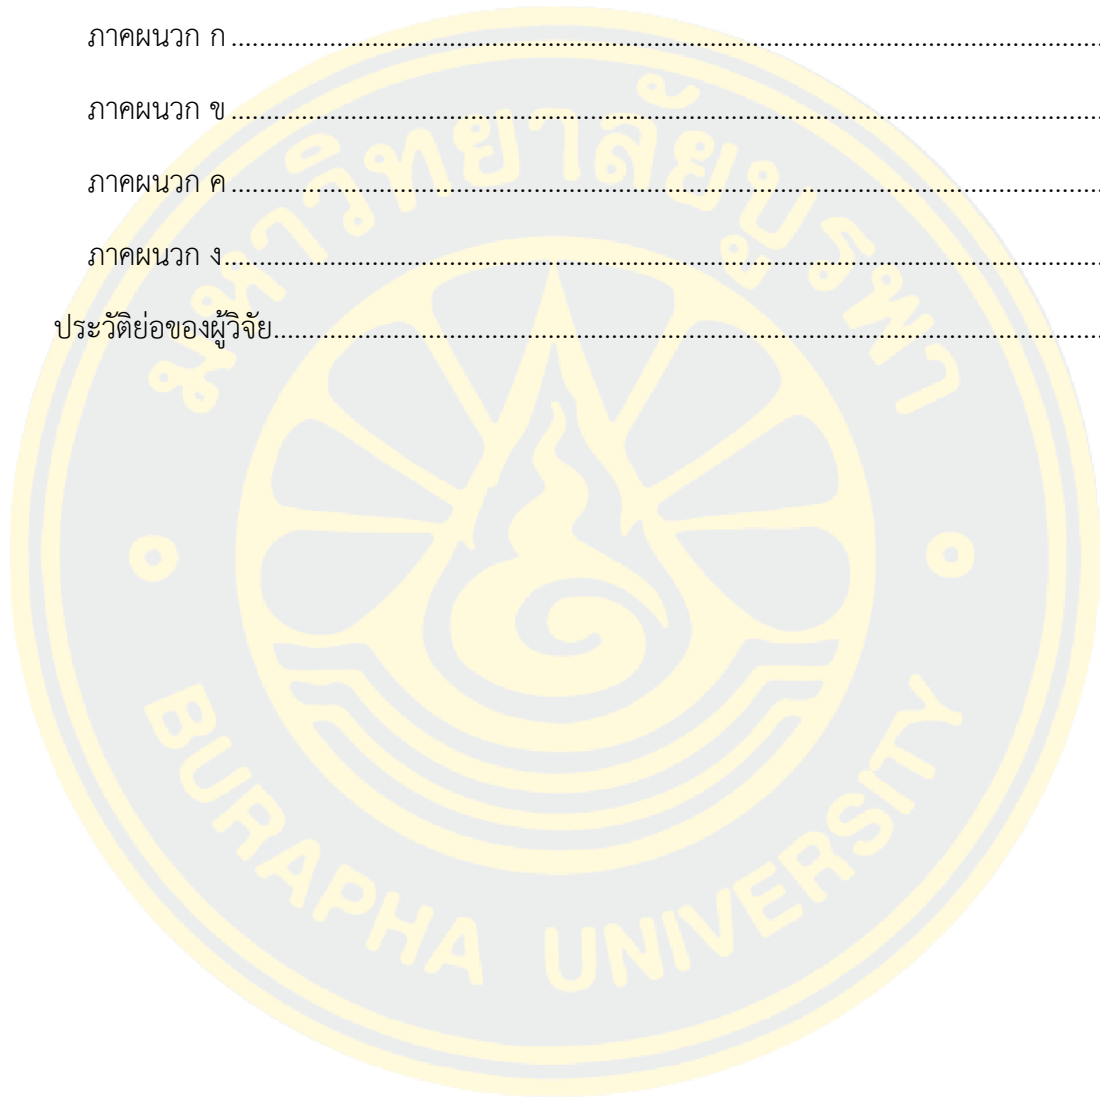 ภาคผนวก ก ........................................................................................................................
ภาคผนวก ข ........................................................................................................................
ภาคผนวก ค ........................................................................................................................
ภาคผนวก ง........................................................................................................................
ประวัติย่อของผู้วิจัย........................................................................................................................
มหาวิทยาลัยบูรพา
BURAPHA UNIVERSITY